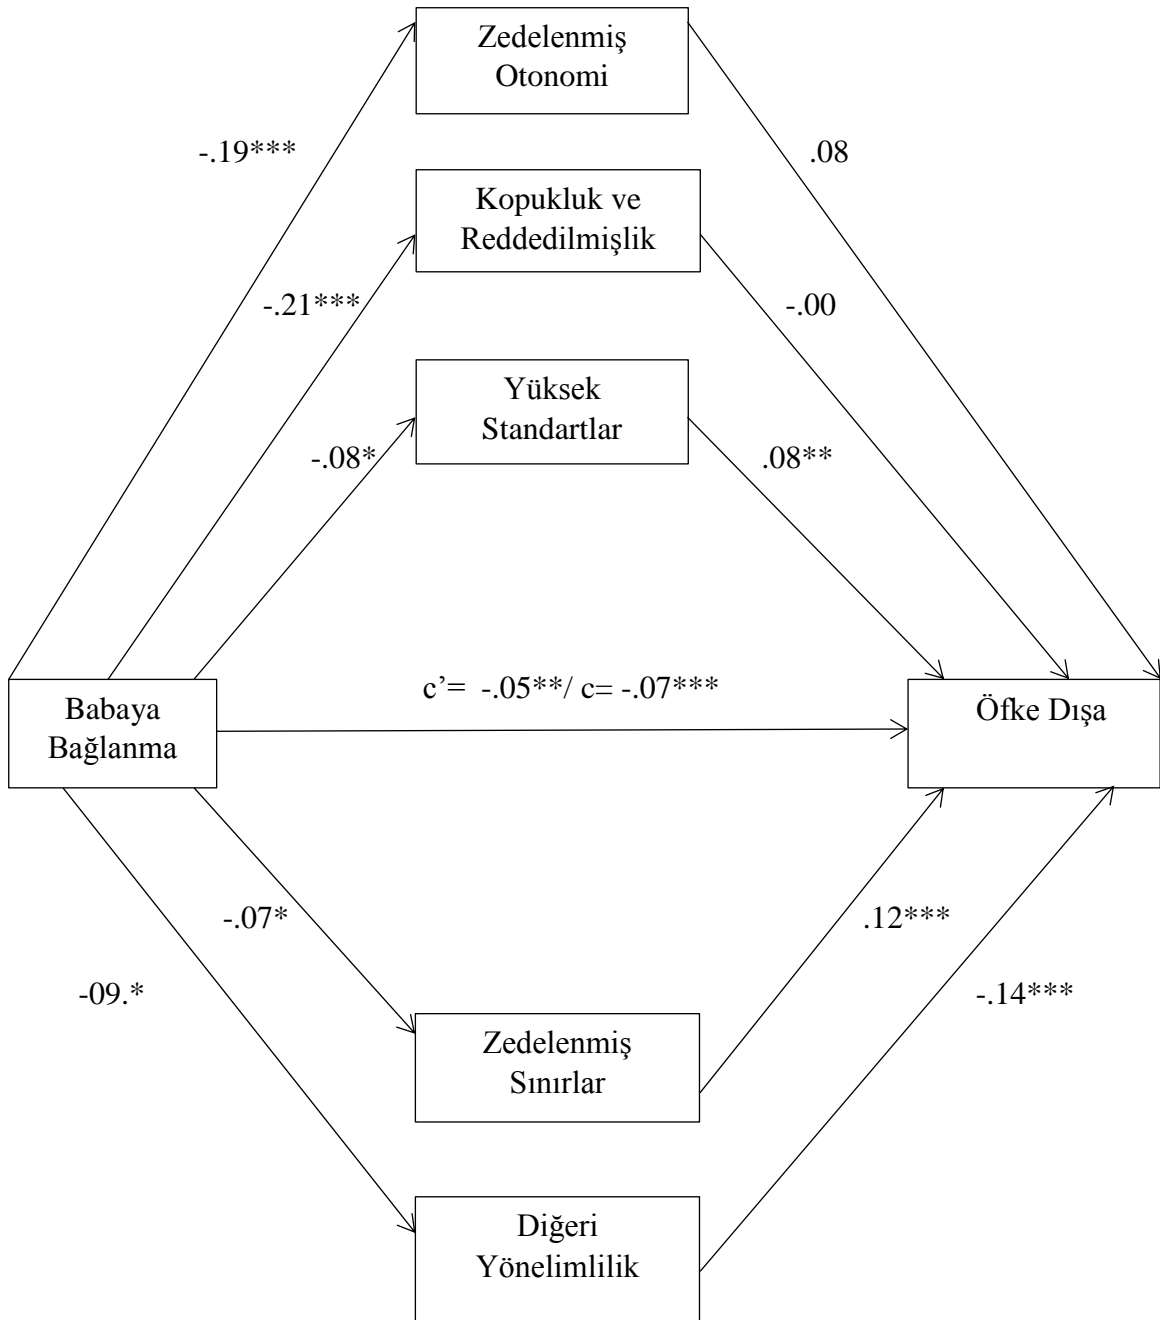 Zedelenmiş
Otonomi
-.19***
.08
Kopukluk ve
Reddedilmişlik
-.21***
-.00
Yüksek
Standartlar
-.08*
.08**
c’= -.05**/ c= -.07***
Babaya
Bağlanma
Öfke Dışa
-.07*
.12***
-09.*
-.14***
Zedelenmiş
Sınırlar
Diğeri
Yönelimlilik